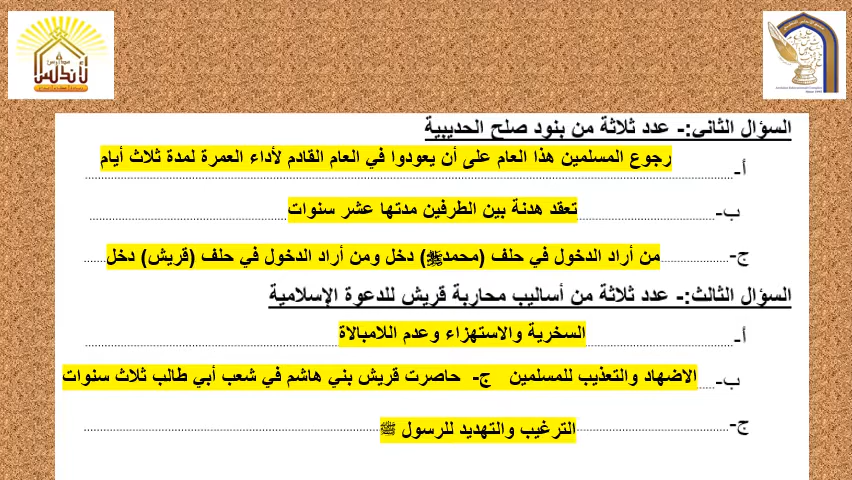 مدارس
الأندلس
السؤال الثاني:- عدد ثلاثة من بنود صلح الحديبية
أ- رجوع المسلمين هذا العام على أن يعودوا في العام القادم لأداء العمرة لمدة ثلاث أيام
ب- تعقد هدنة بين الطرفين مدتها عشر سنوات
ج- من أراد الدخول في حلف (محمدﷺ) دخل ومن أراد الدخول في حلف (قريش) دخل
السؤال الثالث:- عدد ثلاثة من أساليب محاربة قريش للدعوة الإسلامية
أ- السخرية والاستهزاء وعدم اللامبالاة
ب- الاضهاد والتعذيب للمسلمين ج- حاصرت قريش بني هاشم في شعب أبي طالب ثلاث سنوات
ج- الترغيب والتهديد للرسول ﷺ